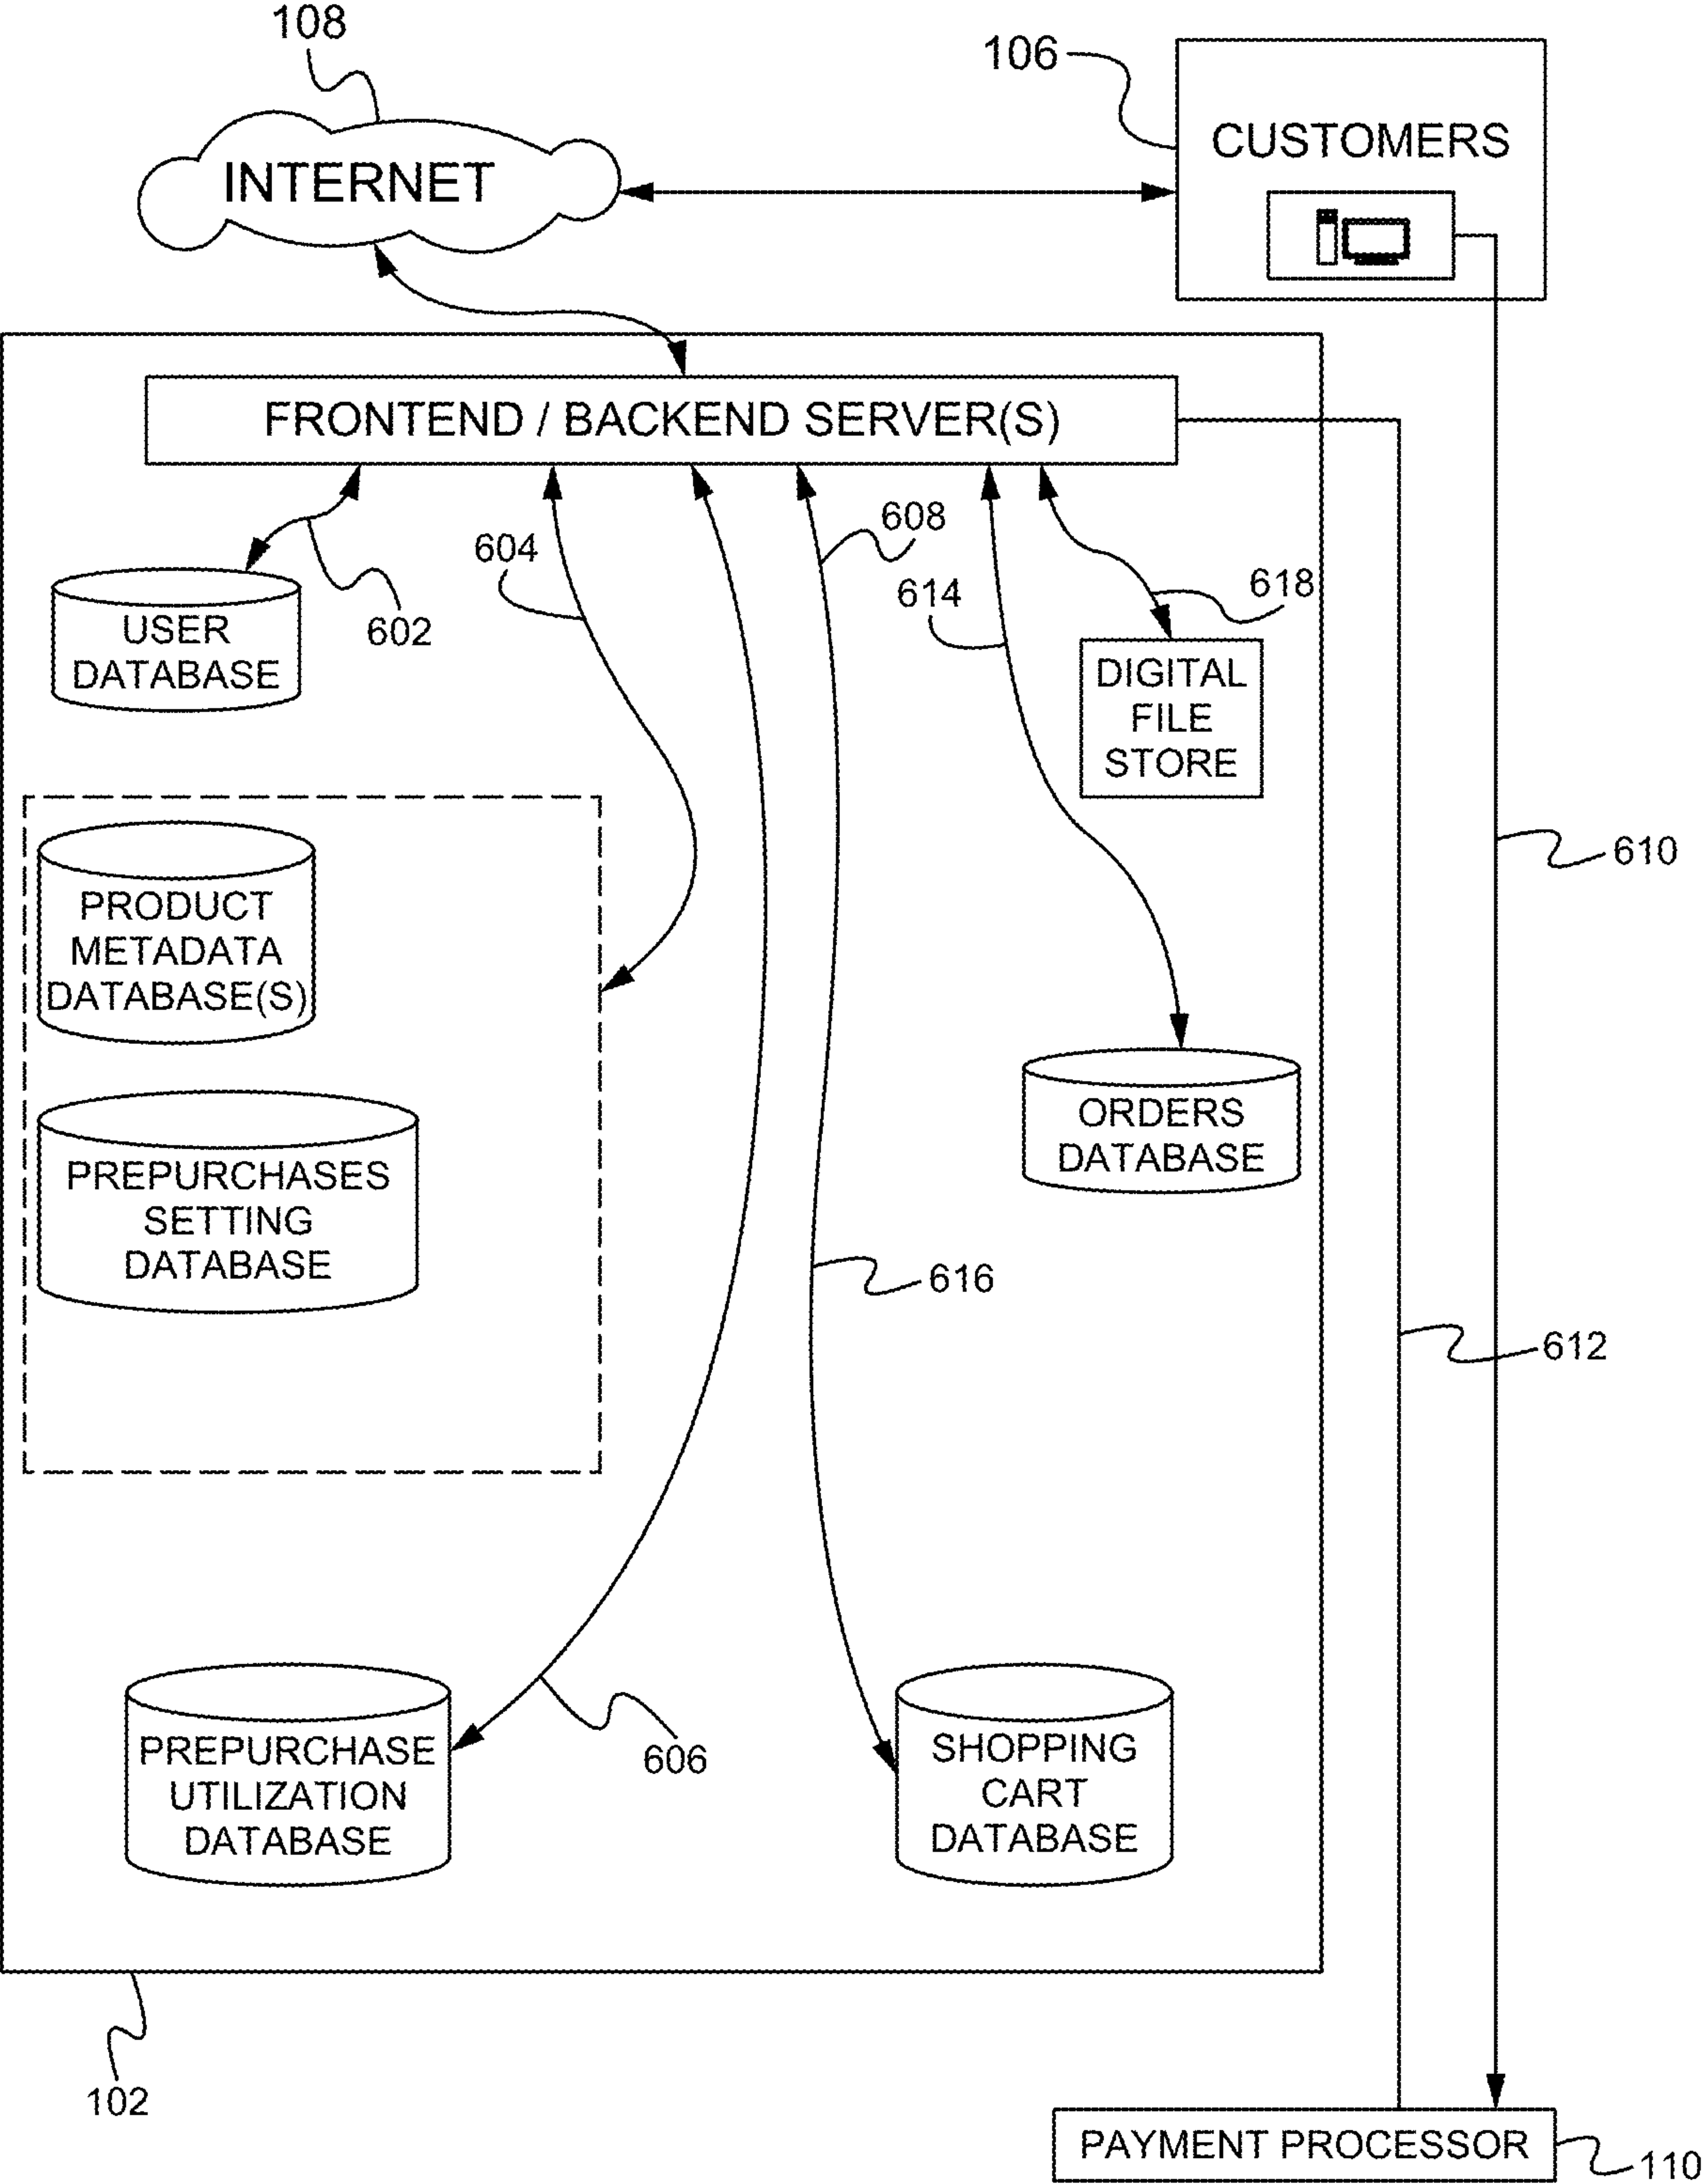 108
106
CUSTOMERS
INTERNET
FRONTEND / BACKEND SERVER(S)
608
604
614
618
602
USER
DATABASE
DIGITAL
FILE
STORE
610
PRODUCT
METADATA
DATABASE(S)
ORDERS
DATABASE
PREPURCHASES
SETTING
DATABASE
616
612
606
PREPURCHASE
UTILIZATION
DATABASE
SHOPPING
CART
DATABASE
102
PAYMENT PROCESSOR
110